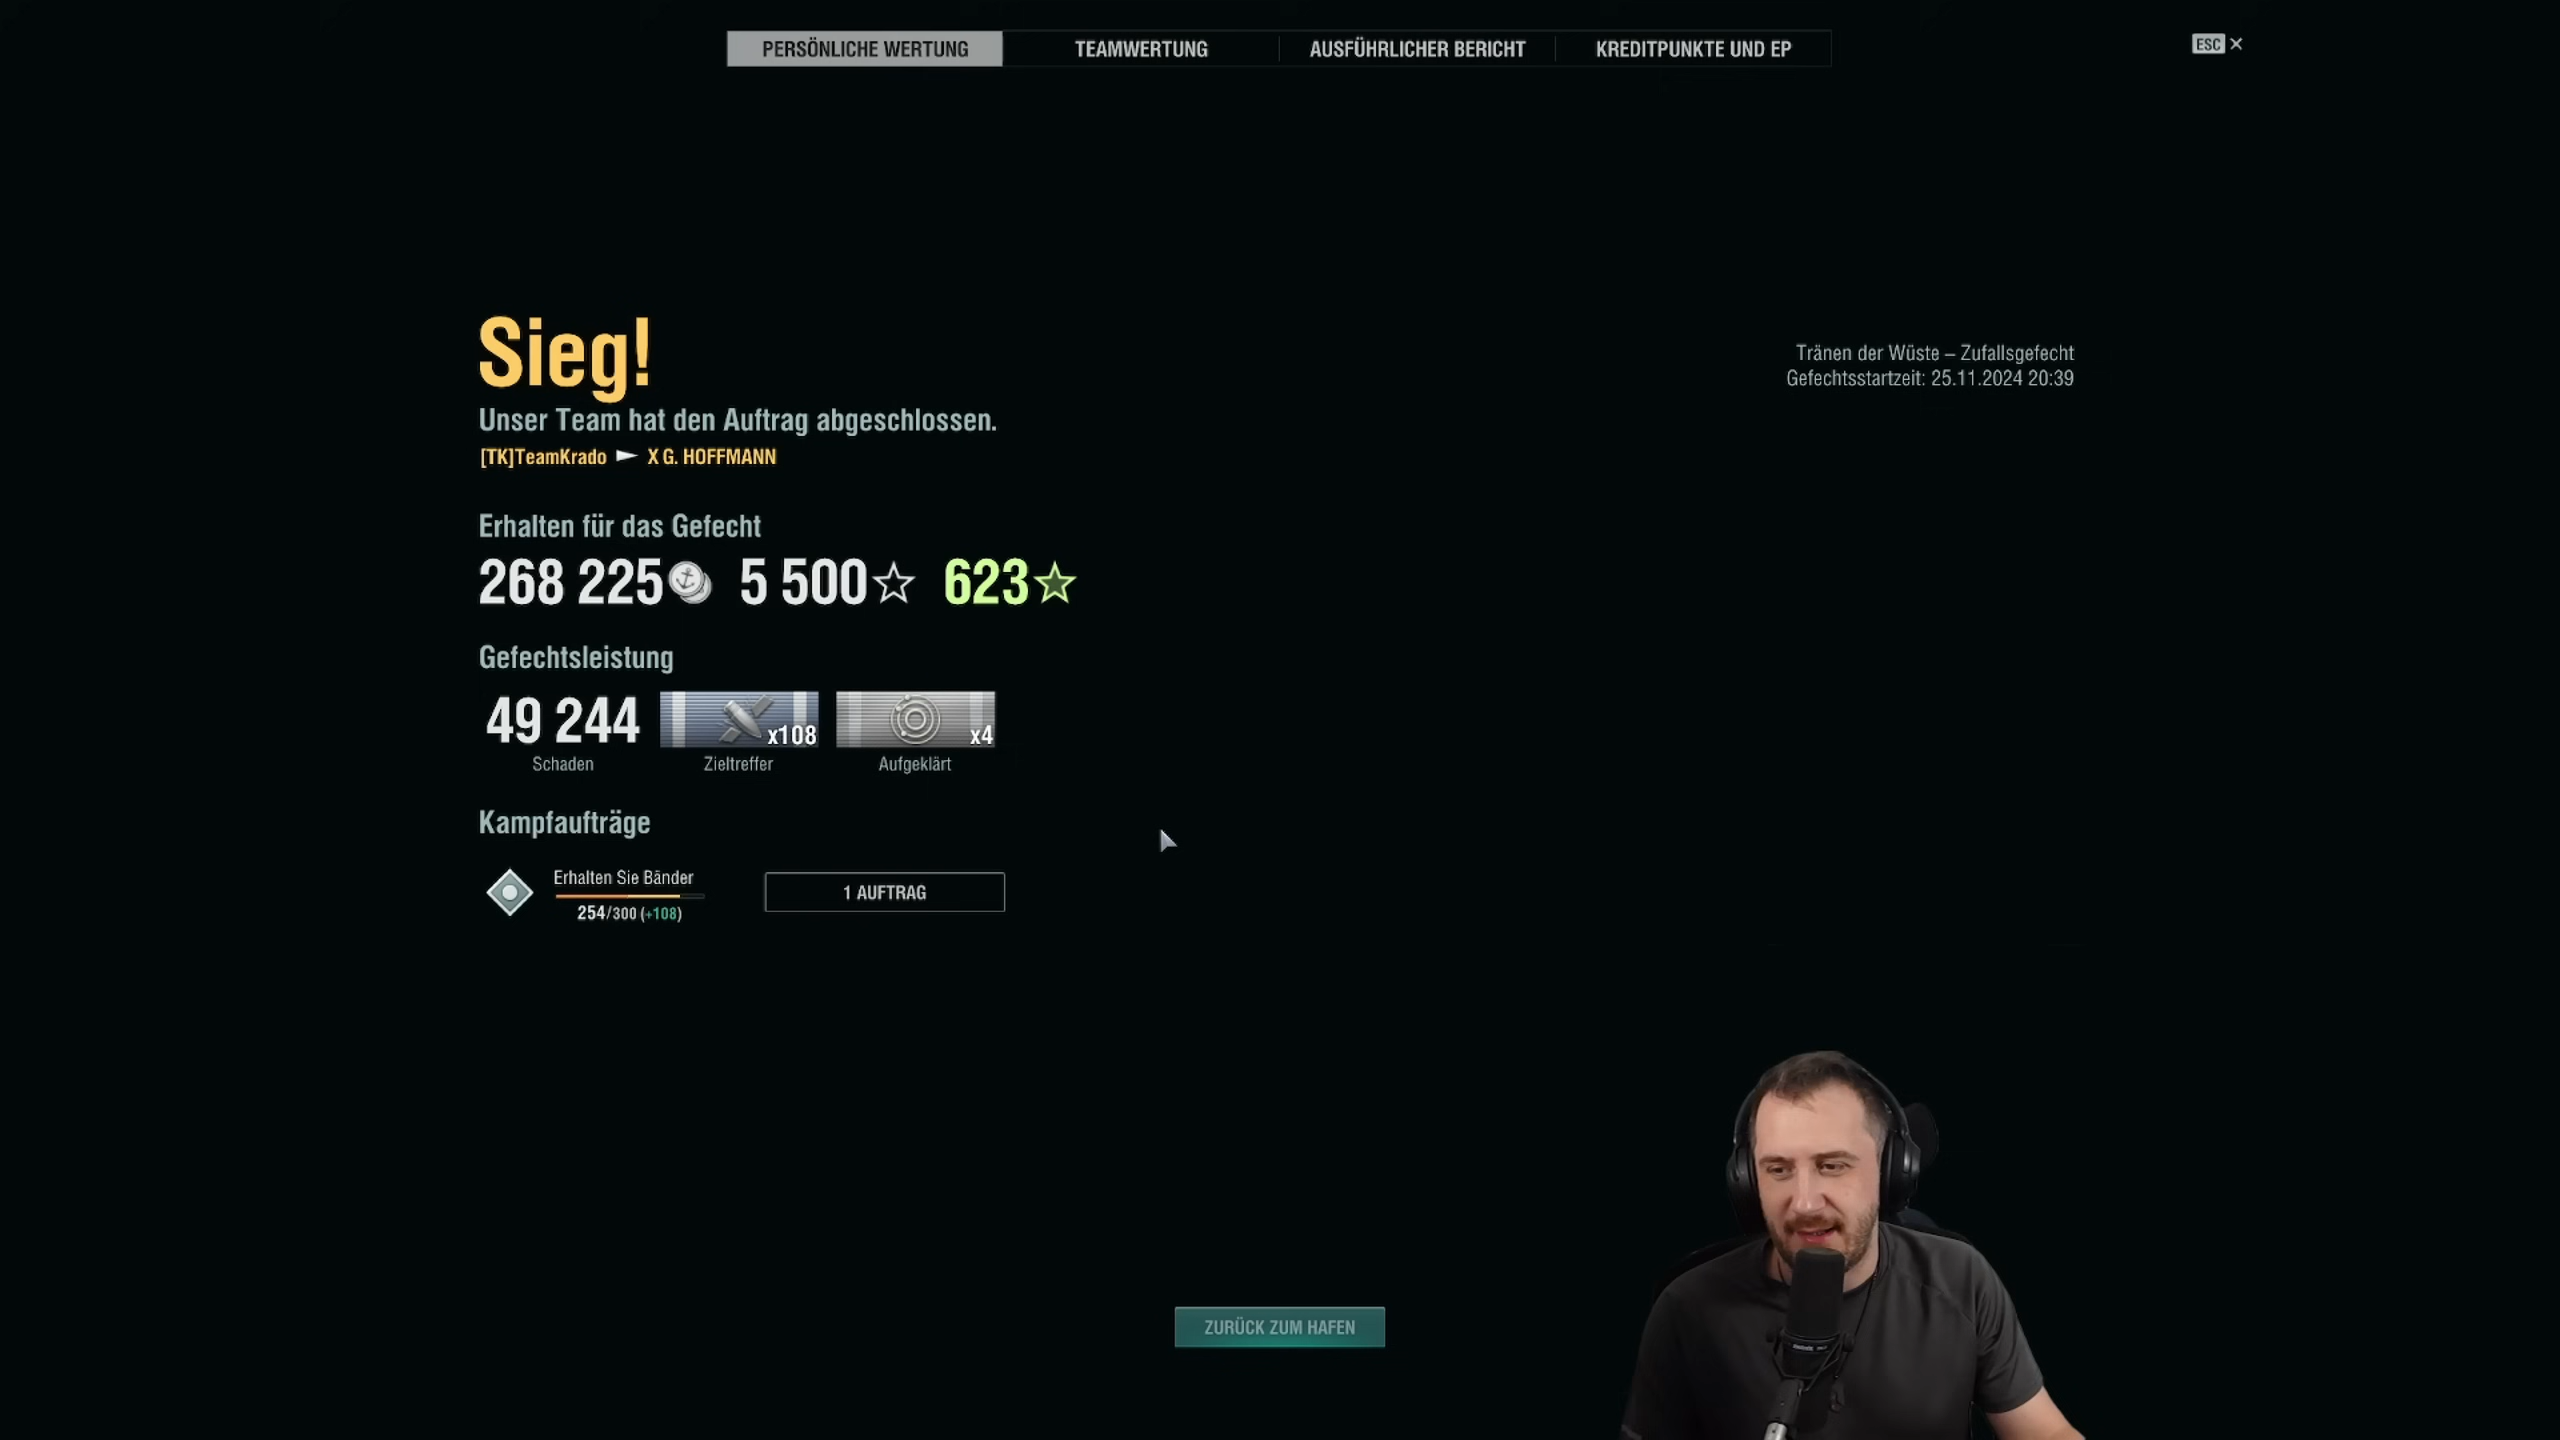 PERSÖNLICHE WERTUNG
TEAMWERTUNG
AUSFÜHRLICHER BERICHT
KREDITPUNKTE UND EP
ESC
Sieg!
Unser Team hat den Auftrag abgeschlossen.
[TK]TeamKrado X G. HOFFMANN
Tränen der Wüste – Zufallsgefecht
Gefechtsstartzeit: 25.11.2024 20:39
Erhalten für das Gefecht
268 225 5 500 623
Gefechtsleistung
49 244 x108 x4
Schaden Zieltreffer Aufgeklärt
Kampfaufträge
Erhalten Sie Bänder
254/300 (+108)
1 AUFTRAG
ZURÜCK ZUM HAFEN